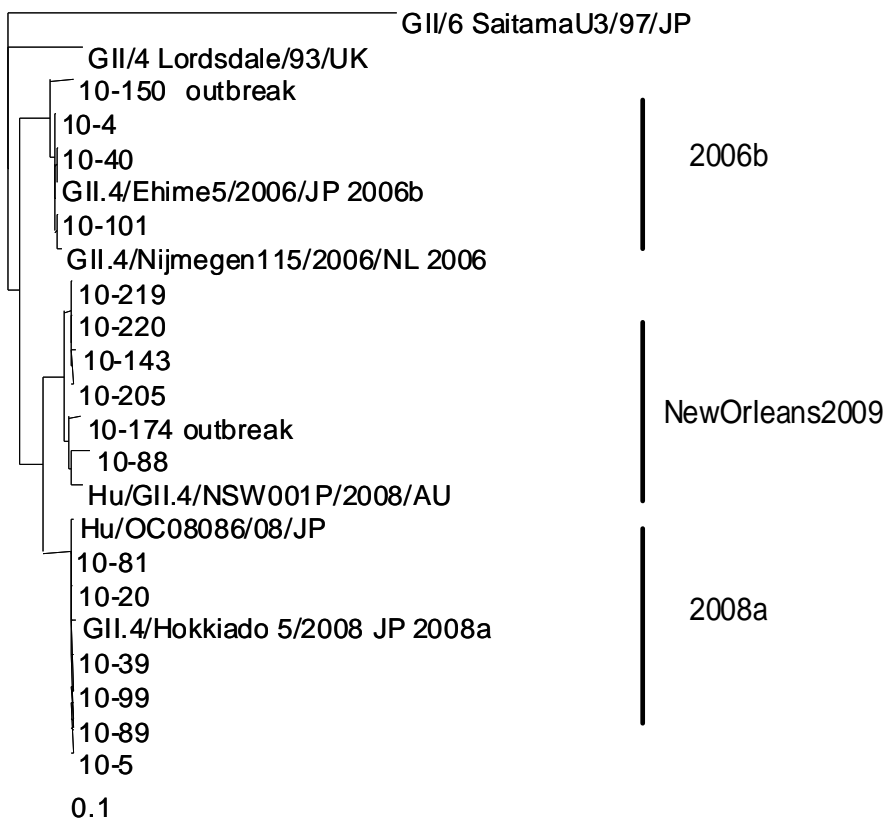 GII/6 SaitamaU3/97/JP
GII/4 Lordsdale/93/UK
10-150 outbreak
10-4
10-40
GII.4/Ehime5/2006/JP 2006b
10-101
GII.4/Nijmegen115/2006/NL 2006
2006b
10-219
10-220
10-143
10-205
10-174 outbreak
10-88
Hu/GII.4/NSW001P/2008/AU
NewOrleans2009
Hu/OC08086/08/JP
10-81
10-20
GII.4/Hokkiado 5/2008 JP 2008a
10-39
10-99
10-89
10-5
2008a
0.1